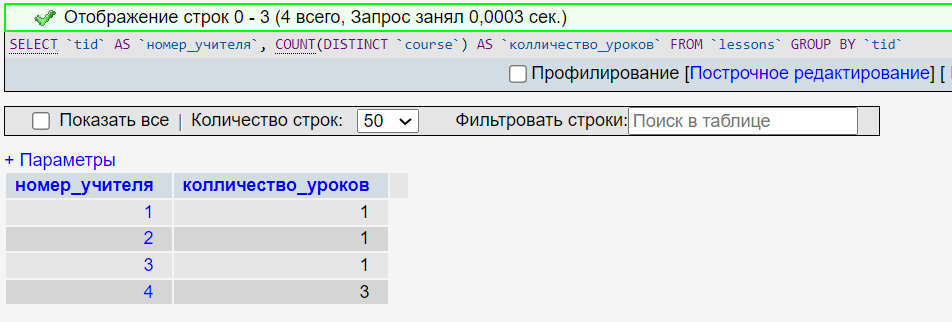 Отображение строк 0 - 3 (4 всего, Запрос занял 0,0003 сек.)
SELECT `tid` AS `номер_учителя`, COUNT(DISTINCT `course`) AS `колличество_уроков` FROM `lessons` GROUP BY `tid`
Профилирование [Построчное редактирование] [
Показать все | Количество строк: 50 Фильтровать строки: Поиск в таблице
+ Параметры
номер_учителя колличество_уроков
1 1
2 1
3 1
4 3